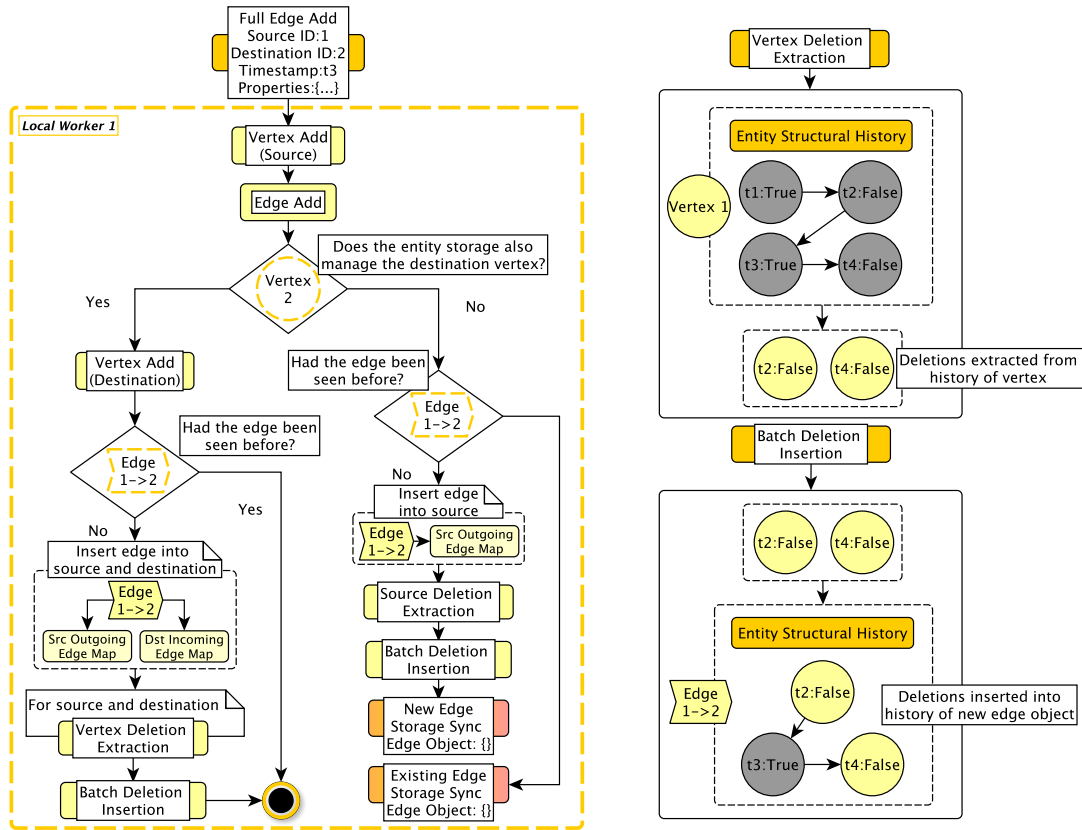 Full Edge Add
Source ID:1
Destination ID:2
Timestamp:t3
Properties:{...}
Local Worker 1
Vertex Add
(Source)
Edge Add
Does the entity storage also
manage the destination vertex?
Vertex
2
Yes
No
Vertex Add
(Destination)
Had the edge been
seen before?
Edge
1->2
Had the edge been
seen before?
Edge
1->2
Yes
No
No
Insert edge into
source and destination
Edge
1->2
Src Outgoing
Edge Map
Dst Incoming
Edge Map
For source and destination
Vertex Deletion
Extraction
Batch Deletion
Insertion
Insert edge
into source
Edge
1->2
Src Outgoing
Edge Map
Source Deletion
Extraction
Batch Deletion
Insertion
New Edge
Storage Sync
Edge Object: {}
Existing Edge
Storage Sync
Edge Object: {}
Vertex Deletion
Extraction
Entity Structural History
Vertex 1
t1:True
t2:False
t3:True
t4:False
t2:False
t4:False
Deletions extracted from
history of vertex
Batch Deletion
Insertion
t2:False
t4:False
Entity Structural History
Edge
1->2
t2:False
Deletions inserted into
history of new edge object
t3:True
t4:False